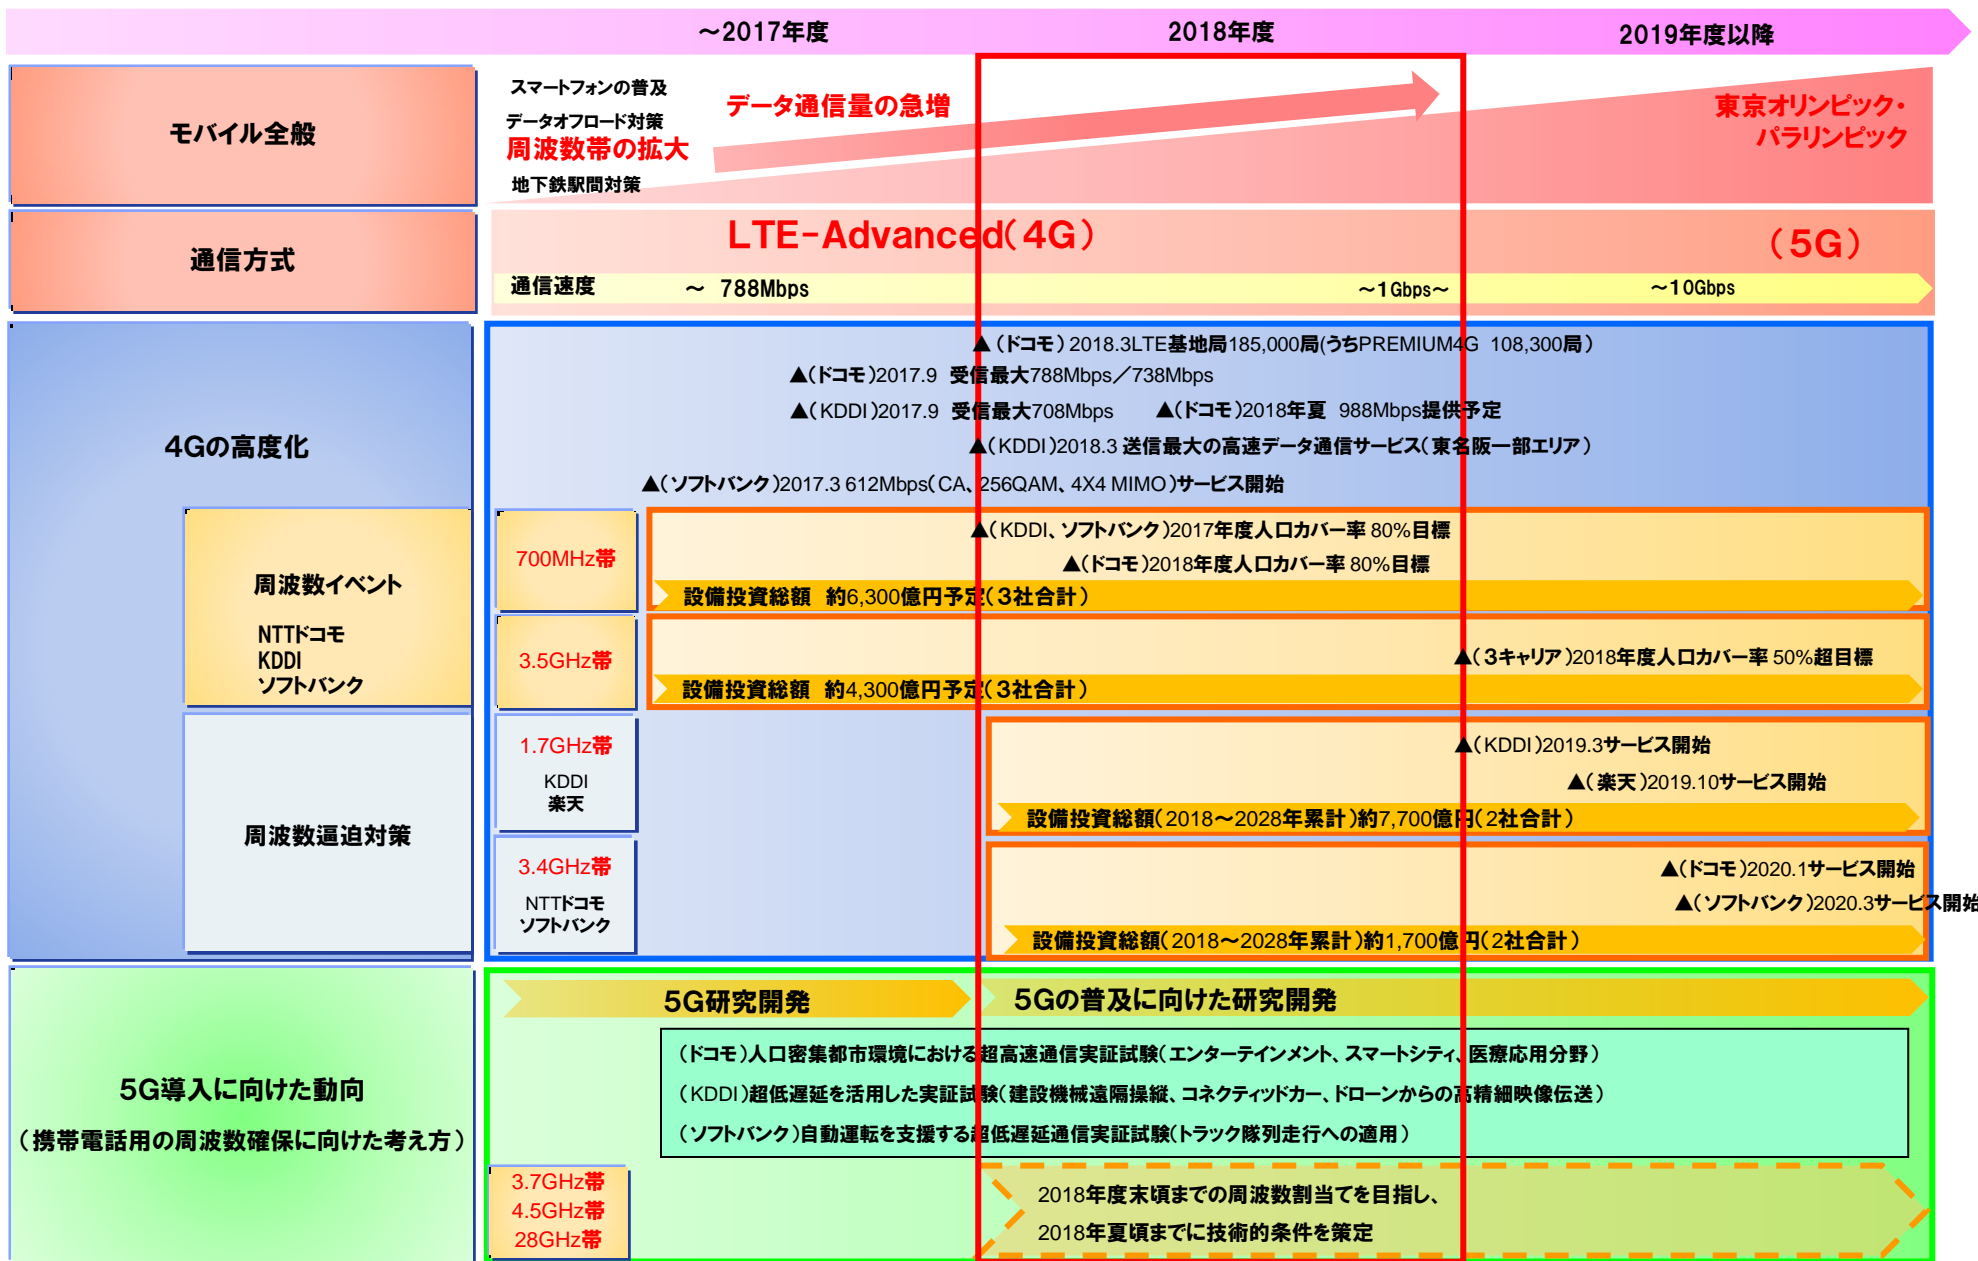 ～2017年度
2018年度
2019年度以降
モバイル全般
スマートフォンの普及
データオフロード対策
周波数帯の拡大
地下鉄駅間対策
データ通信量の急増
東京オリンピック・
パラリンピック
通信方式
LTE-Advanced（4G）
（5G）
通信速度
～ 788Mbps
～1Gbps～
～10Gbps
4Gの高度化
▲（ドコモ）2018.3LTE基地局185,000局(うちPREMIUM4G 108,300局）
▲（ドコモ）2017.9 受信最大788Mbps／738Mbps
▲（KDDI）2017.9 受信最大708Mbps
▲（ドコモ）2018年夏 988Mbps提供予定
▲（KDDI）2018.3 送信最大の高速データ通信サービス（東名阪一部エリア）
▲（ソフトバンク）2017.3 612Mbps（CA、256QAM、4X4 MIMO）サービス開始
周波数イベント
NTTドコモ
KDDI
ソフトバンク
700MHz帯
▲（KDDI、ソフトバンク）2017年度人口カバー率 80%目標
▲（ドコモ）2018年度人口カバー率 80%目標
設備投資総額 約6,300億円予定（3社合計）
3.5GHz帯
▲（3キャリア）2018年度人口カバー率 50%超目標
設備投資総額 約4,300億円予定（3社合計）
周波数逼迫対策
1.7GHz帯
KDDI
楽天
▲（KDDI）2019.3サービス開始
▲（楽天）2019.10サービス開始
設備投資総額（2018～2028年累計）約7,700億円（2社合計）
3.4GHz帯
NTTドコモ
ソフトバンク
▲（ドコモ）2020.1サービス開始
▲（ソフトバンク）2020.3サービス開始
設備投資総額（2018～2028年累計）約1,700億円（2社合計）
5G導入に向けた動向
（携帯電話用の周波数確保に向けた考え方）
5G研究開発
5Gの普及に向けた研究開発
（ドコモ）人口密集都市環境における超高速通信実証試験（エンターテインメント、スマートシティ、医療応用分野）
（KDDI）超低遅延を活用した実証試験（建設機械遠隔操縦、コネクティッドカー、ドローンからの高精細映像伝送）
（ソフトバンク）自動運転を支援する超低遅延通信実証試験（トラック隊列走行への適用）
3.7GHz帯
4.5GHz帯
28GHz帯
2018年度末頃までの周波数割当てを目指し、
2018年夏頃までに技術的条件を策定